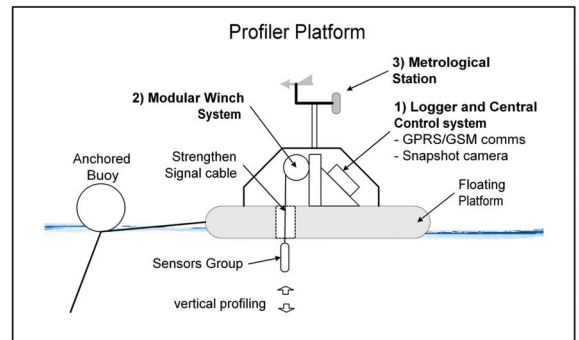 Profiler Platform
3) Metrological
Station
2) Modular Winch
System
1) Logger and Central
Control system
- GPRS/GSM comms
- Snapshot camera
Strengthen
Signal cable
Anchored
Buoy
Floating
Platform
Sensors Group
vertical profiling